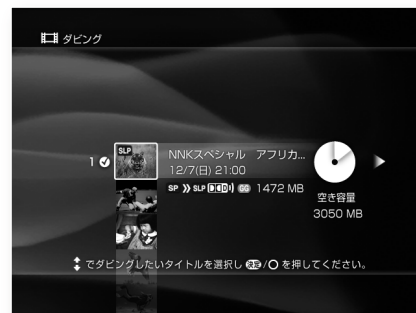 ダビング
1
SLP
NNKスペシャル アフリカ...
12/7(日) 21:00
SP SLP 1472 MB
空き容量
3050 MB
でダビングしたいタイトルを選択し 決定/○ を押してください。